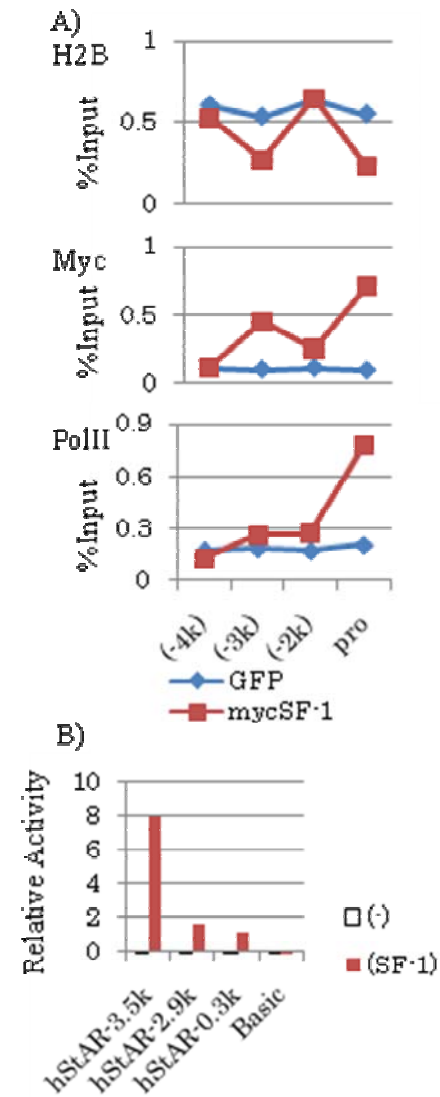 A)
H2B
%Input
1
0.5
0
Myc
%Input
1
0.5
0
PolII
%Input
0.9
0.6
0.3
0
(-4k)
(-3k)
(-2k)
pro
GFP
mycSF-1
B)
Relative Activity
10
8
6
4
2
0
hStAR-3.5k
hStAR-2.9k
hStAR-0.3k
Basic
(-)
(SF-1)